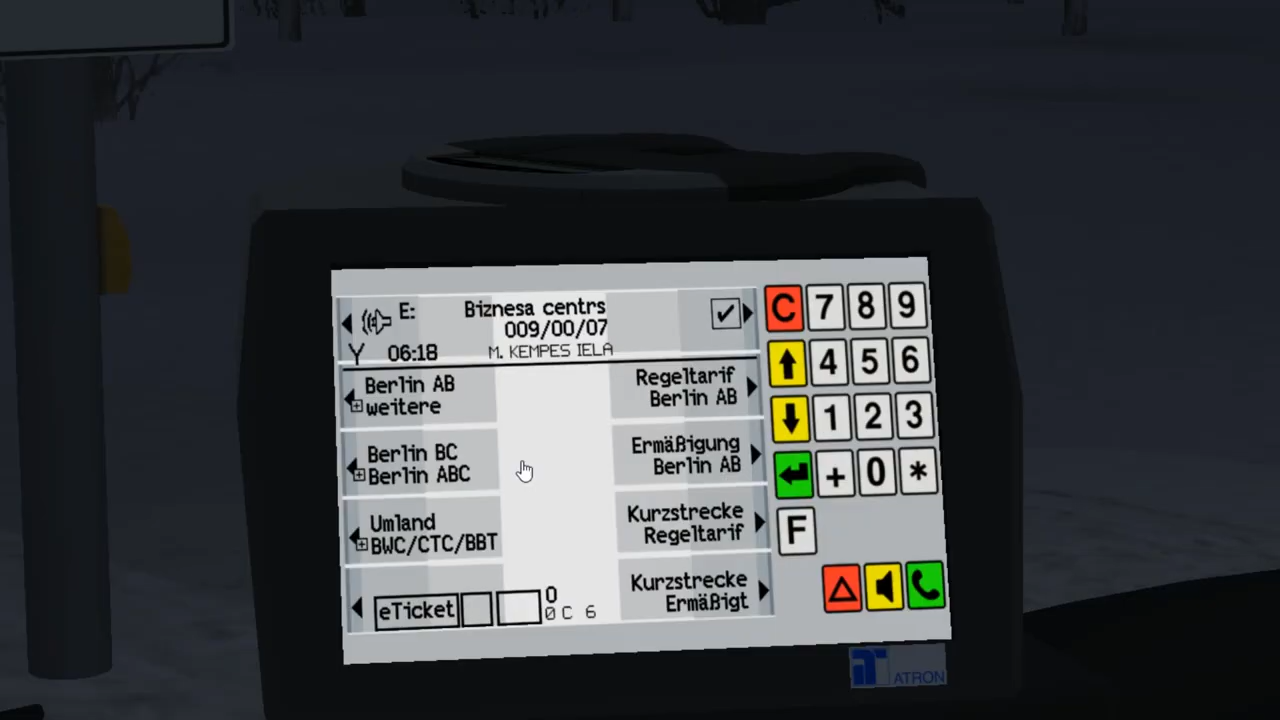 E: Biznesa centrs
009/00/07
Y 06:18 M. KEMPES IELA
Berlin AB
weitere
Berlin BC
Berlin ABC
Umland
BWC/CTC/BBT
eTicket 0
0 C 6
Regeltarif
Berlin AB
Ermäßigung
Berlin AB
Kurzstrecke
Regeltarif
Kurzstrecke
Ermäßigt
C 7 8 9
4 5 6
1 2 3
+ 0 *
F
ATRON